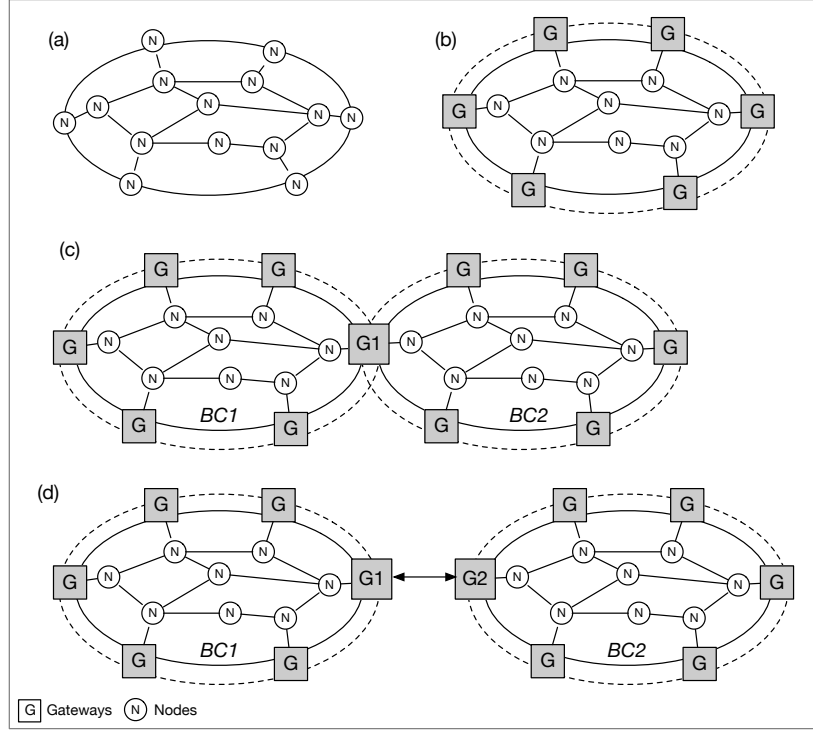 (a)
N N
N N
N N N N
N N N N
N N
(b)
G G
N N
G N N N G
N N N
G G
(c)
G G G G
N N N N
G N N N G1 N N N G
N N N N N N
G BC1 G G BC2 G
(d)
G G G G
N N N N
G N N N G1 G2 N N N G
N N N N N N
G BC1 G G BC2 G
G Gateways N Nodes